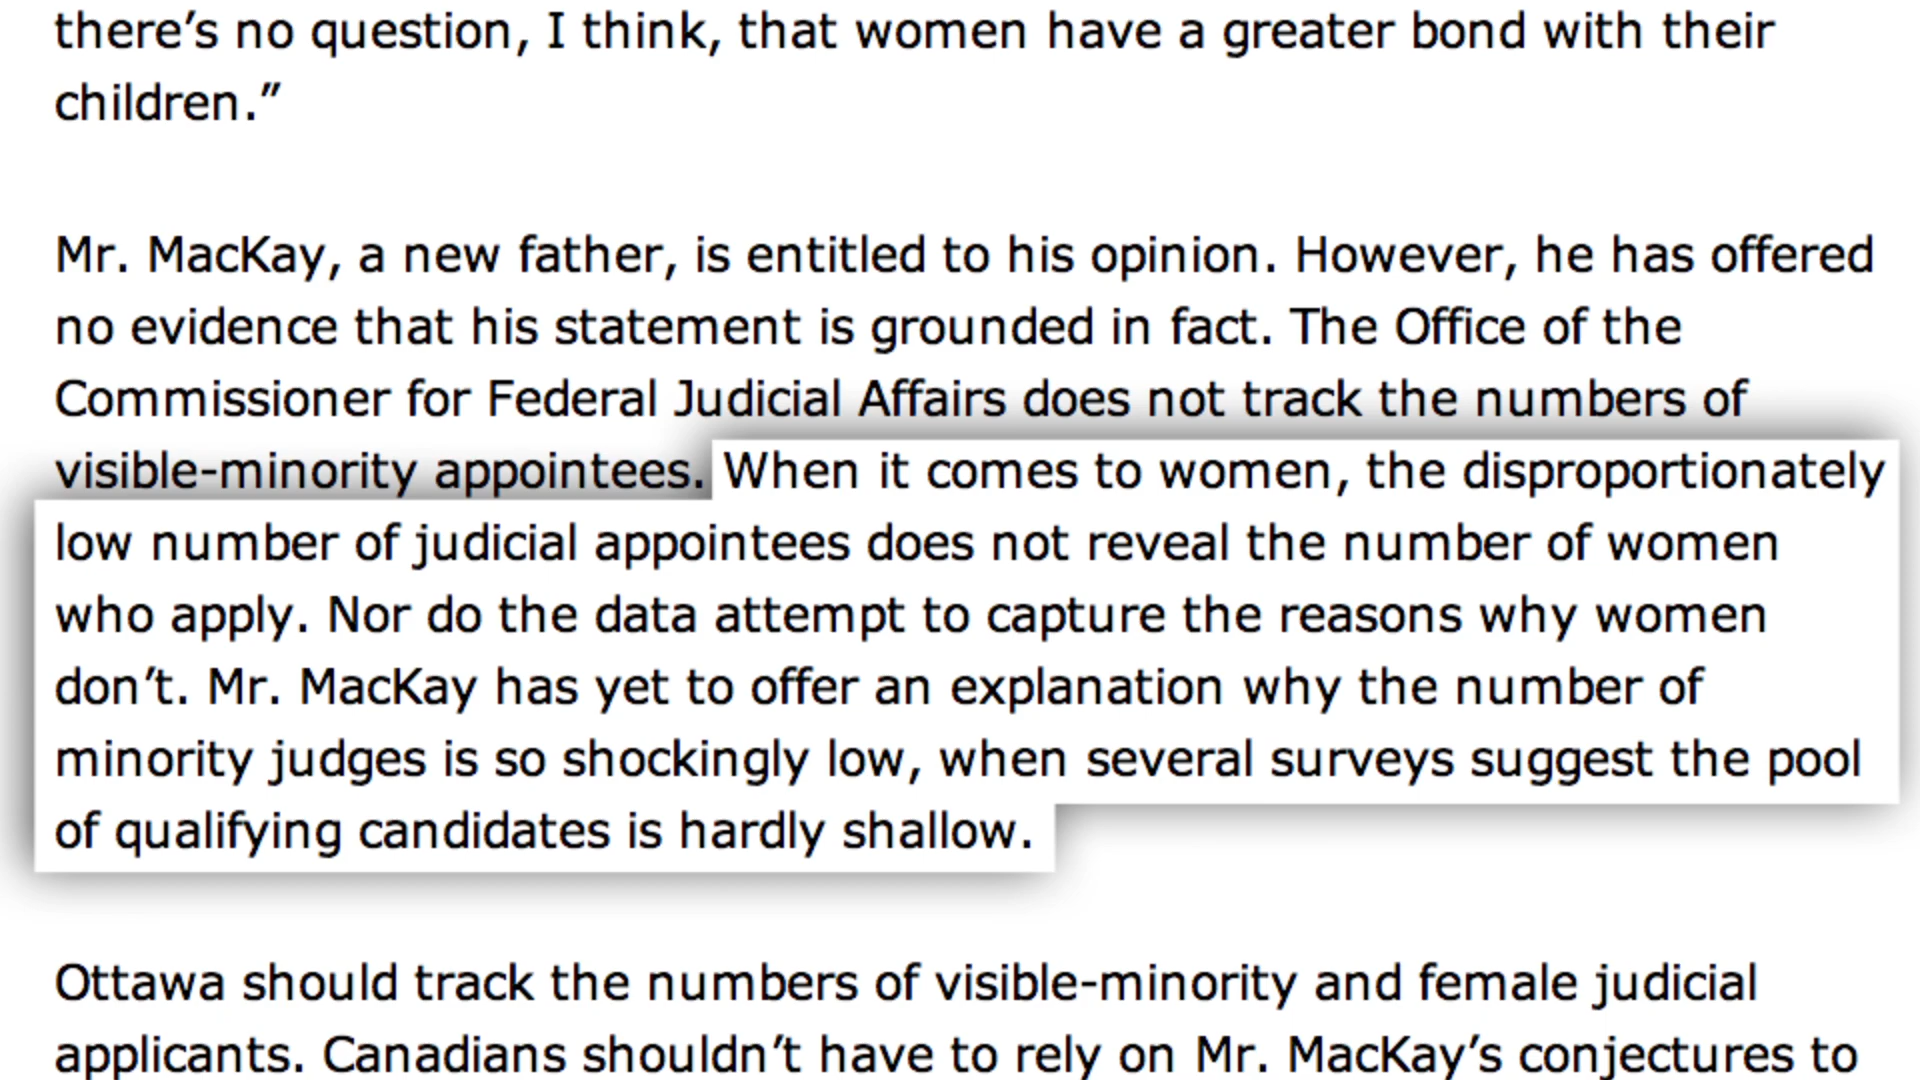 there’s no question, I think, that women have a greater bond with their
children.”
Mr. MacKay, a new father, is entitled to his opinion. However, he has offered
no evidence that his statement is grounded in fact. The Office of the
Commissioner for Federal Judicial Affairs does not track the numbers of
visible-minority appointees. When it comes to women, the disproportionately
low number of judicial appointees does not reveal the number of women
who apply. Nor do the data attempt to capture the reasons why women
don’t. Mr. MacKay has yet to offer an explanation why the number of
minority judges is so shockingly low, when several surveys suggest the pool
of qualifying candidates is hardly shallow.
Ottawa should track the numbers of visible-minority and female judicial
applicants. Canadians shouldn’t have to rely on Mr. MacKay’s conjectures to